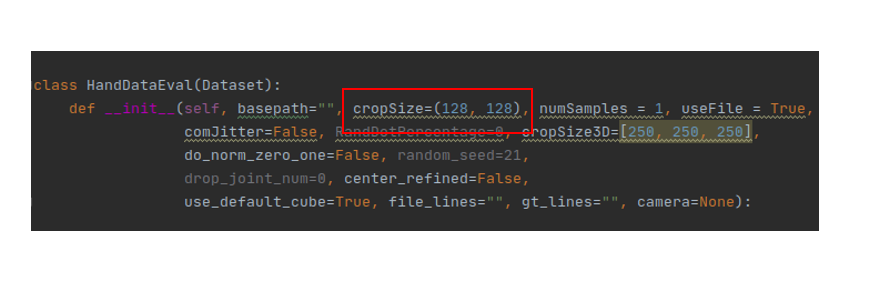 class HandDataEval(Dataset):
def __init__(self, basepath="", cropSize=(128, 128), numSamples = 1, useFile = True,
comJitter=False, RandDotPercentage=0, cropSize3D=[250, 250, 250],
do_norm_zero_one=False, random_seed=21,
drop_joint_num=0, center_refined=False,
use_default_cube=True, file_lines="", gt_lines="", camera=None):